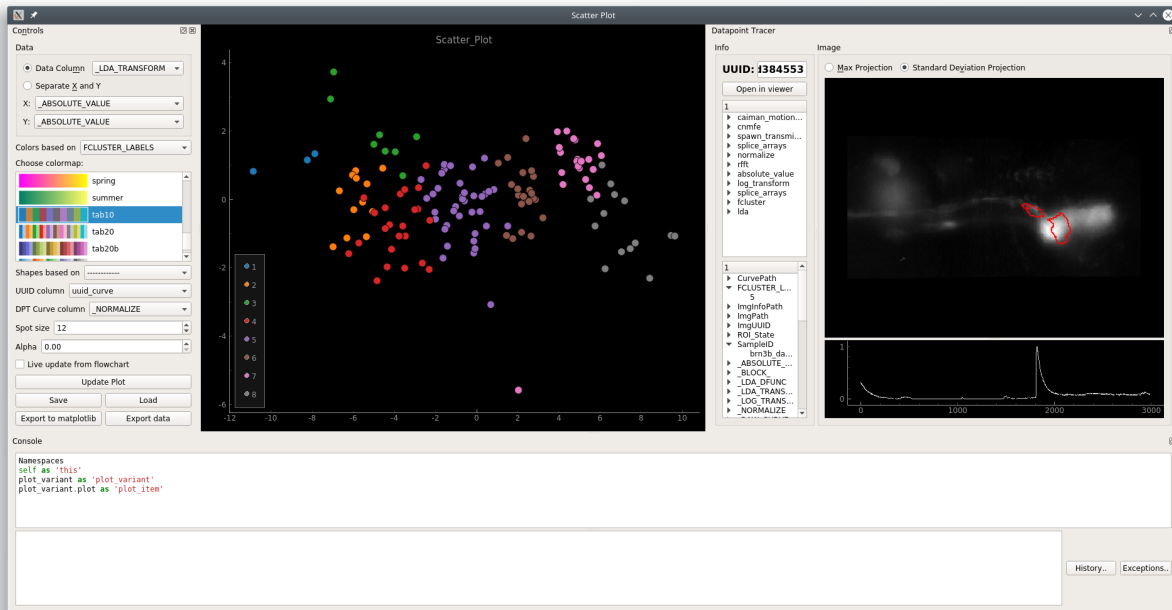 Scatter Plot
Controls
Data
Data Column _LDA_TRANSFORM
Separate X and Y
X: _ABSOLUTE_VALUE
Y: _ABSOLUTE_VALUE
Colors based on FCLUSTER_LABELS
Choose colormap:
spring
summer
tab10
tab20
tab20b
Shapes based on ------------
UUID column uuid_curve
DPT Curve column _NORMALIZE
Spot size 12
Alpha 0.00
Live update from flowchart
Update Plot
Save Load
Export to matplotlib Export data
Scatter_Plot
4
2
0
-2
-4
-6
-12 -10 -8 -6 -4 -2 0 2 4 6 8 10
1
2
3
4
5
6
7
8
Datapoint Tracer
Info
UUID: d384553
Open in viewer
1
caiman_motion...
cnmfe
spawn_transmi...
splice_arrays
normalize
rfft
absolute_value
log_transform
splice_arrays
fcluster
lda
1
CurvePath
FCLUSTER_L...
5
ImgInfoPath
ImgPath
ImgUUID
ROI_State
SampleID
brn3b_da...
_ABSOLUTE_...
_BLOCK_
_LDA_DFUNC
_LDA_TRANS...
_LOG_TRANS...
_NORMALIZE
Image
Max Projection Standard Deviation Projection
1
0
0 1000 2000 3000
Console
Namespaces
self as 'this'
plot_variant as 'plot_variant'
plot_variant.plot as 'plot_item'
History.. Exceptions..